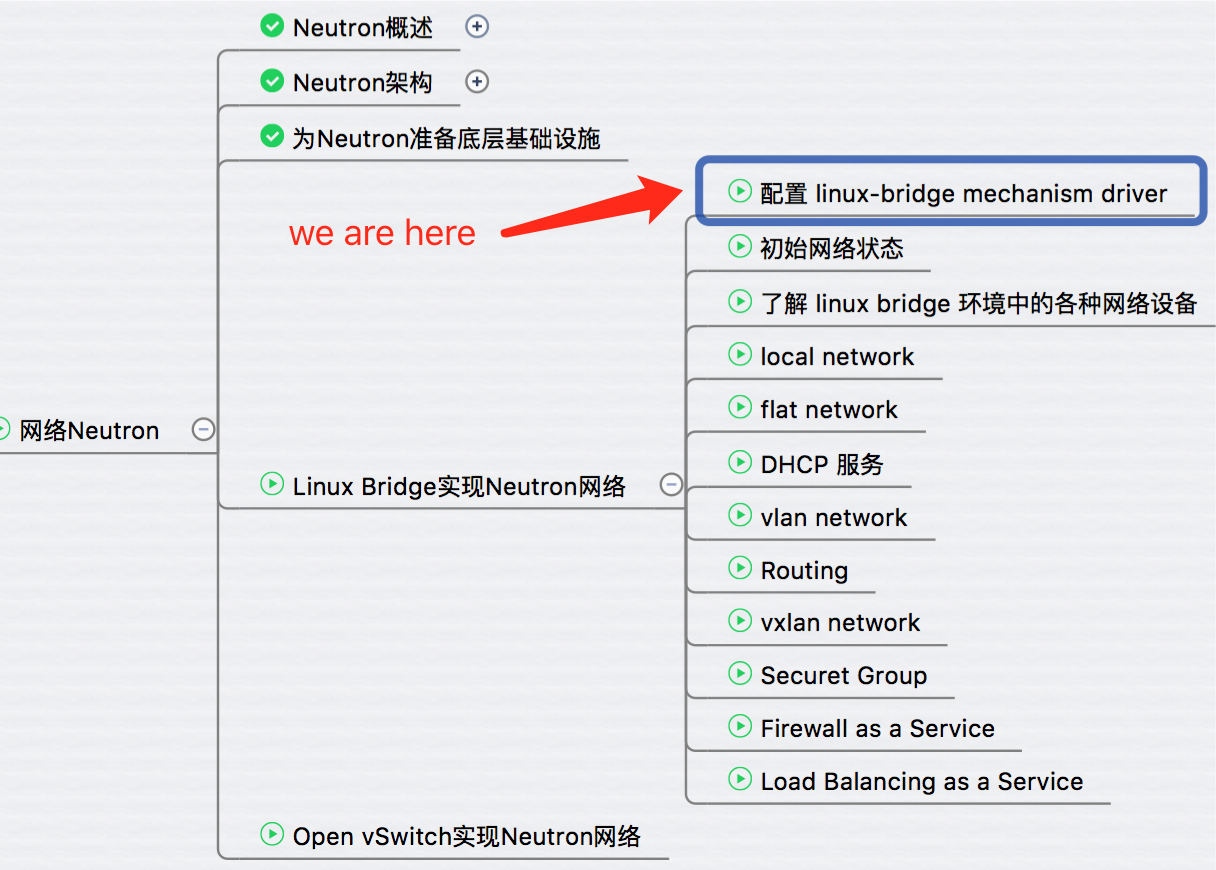 Neutron概述
Neutron架构
为Neutron准备底层基础设施
we are here
配置 linux-bridge mechanism driver
初始网络状态
了解 linux bridge 环境中的各种网络设备
local network
flat network
网络Neutron
DHCP 服务
Linux Bridge实现Neutron网络
vlan network
Routing
vxlan network
Securet Group
Firewall as a Service
Load Balancing as a Service
Open vSwitch实现Neutron网络